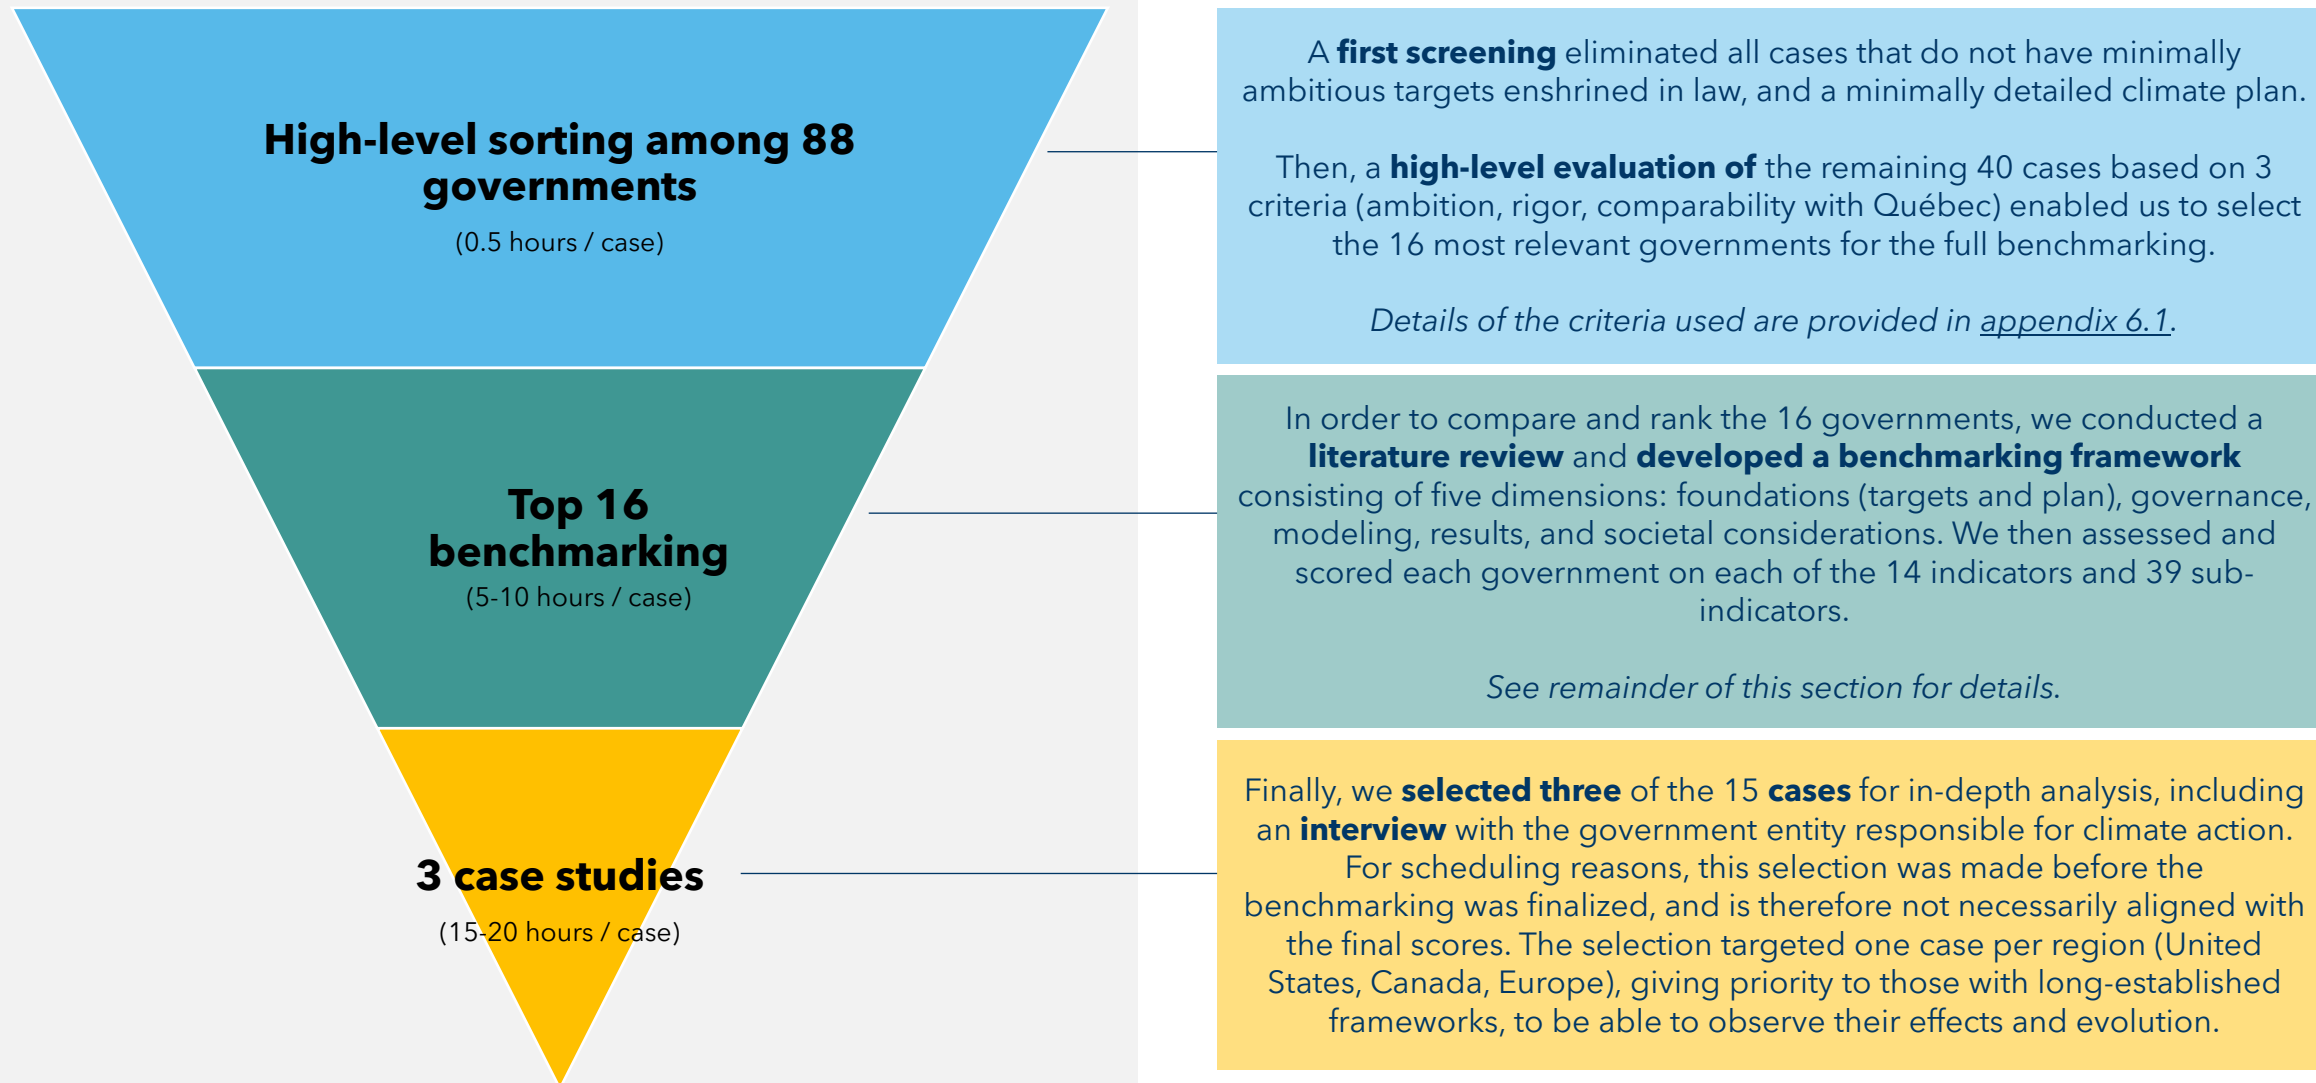 High-level sorting among 88
governments
(0.5 hours / case)
A first screening eliminated all cases that do not have minimally
ambitious targets enshrined in law, and a minimally detailed climate plan.
Then, a high-level evaluation of the remaining 40 cases based on 3
criteria (ambition, rigor, comparability with Québec) enabled us to select
the 16 most relevant governments for the full benchmarking.
Details of the criteria used are provided in appendix 6.1.
Top 16
benchmarking
(5-10 hours / case)
In order to compare and rank the 16 governments, we conducted a
literature review and developed a benchmarking framework
consisting of five dimensions: foundations (targets and plan), governance,
modeling, results, and societal considerations. We then assessed and
scored each government on each of the 14 indicators and 39 sub-
indicators.
See remainder of this section for details.
3 case studies
(15-20 hours / case)
Finally, we selected three of the 15 cases for in-depth analysis, including
an interview with the government entity responsible for climate action.
For scheduling reasons, this selection was made before the
benchmarking was finalized, and is therefore not necessarily aligned with
the final scores. The selection targeted one case per region (United
States, Canada, Europe), giving priority to those with long-established
frameworks, to be able to observe their effects and evolution.